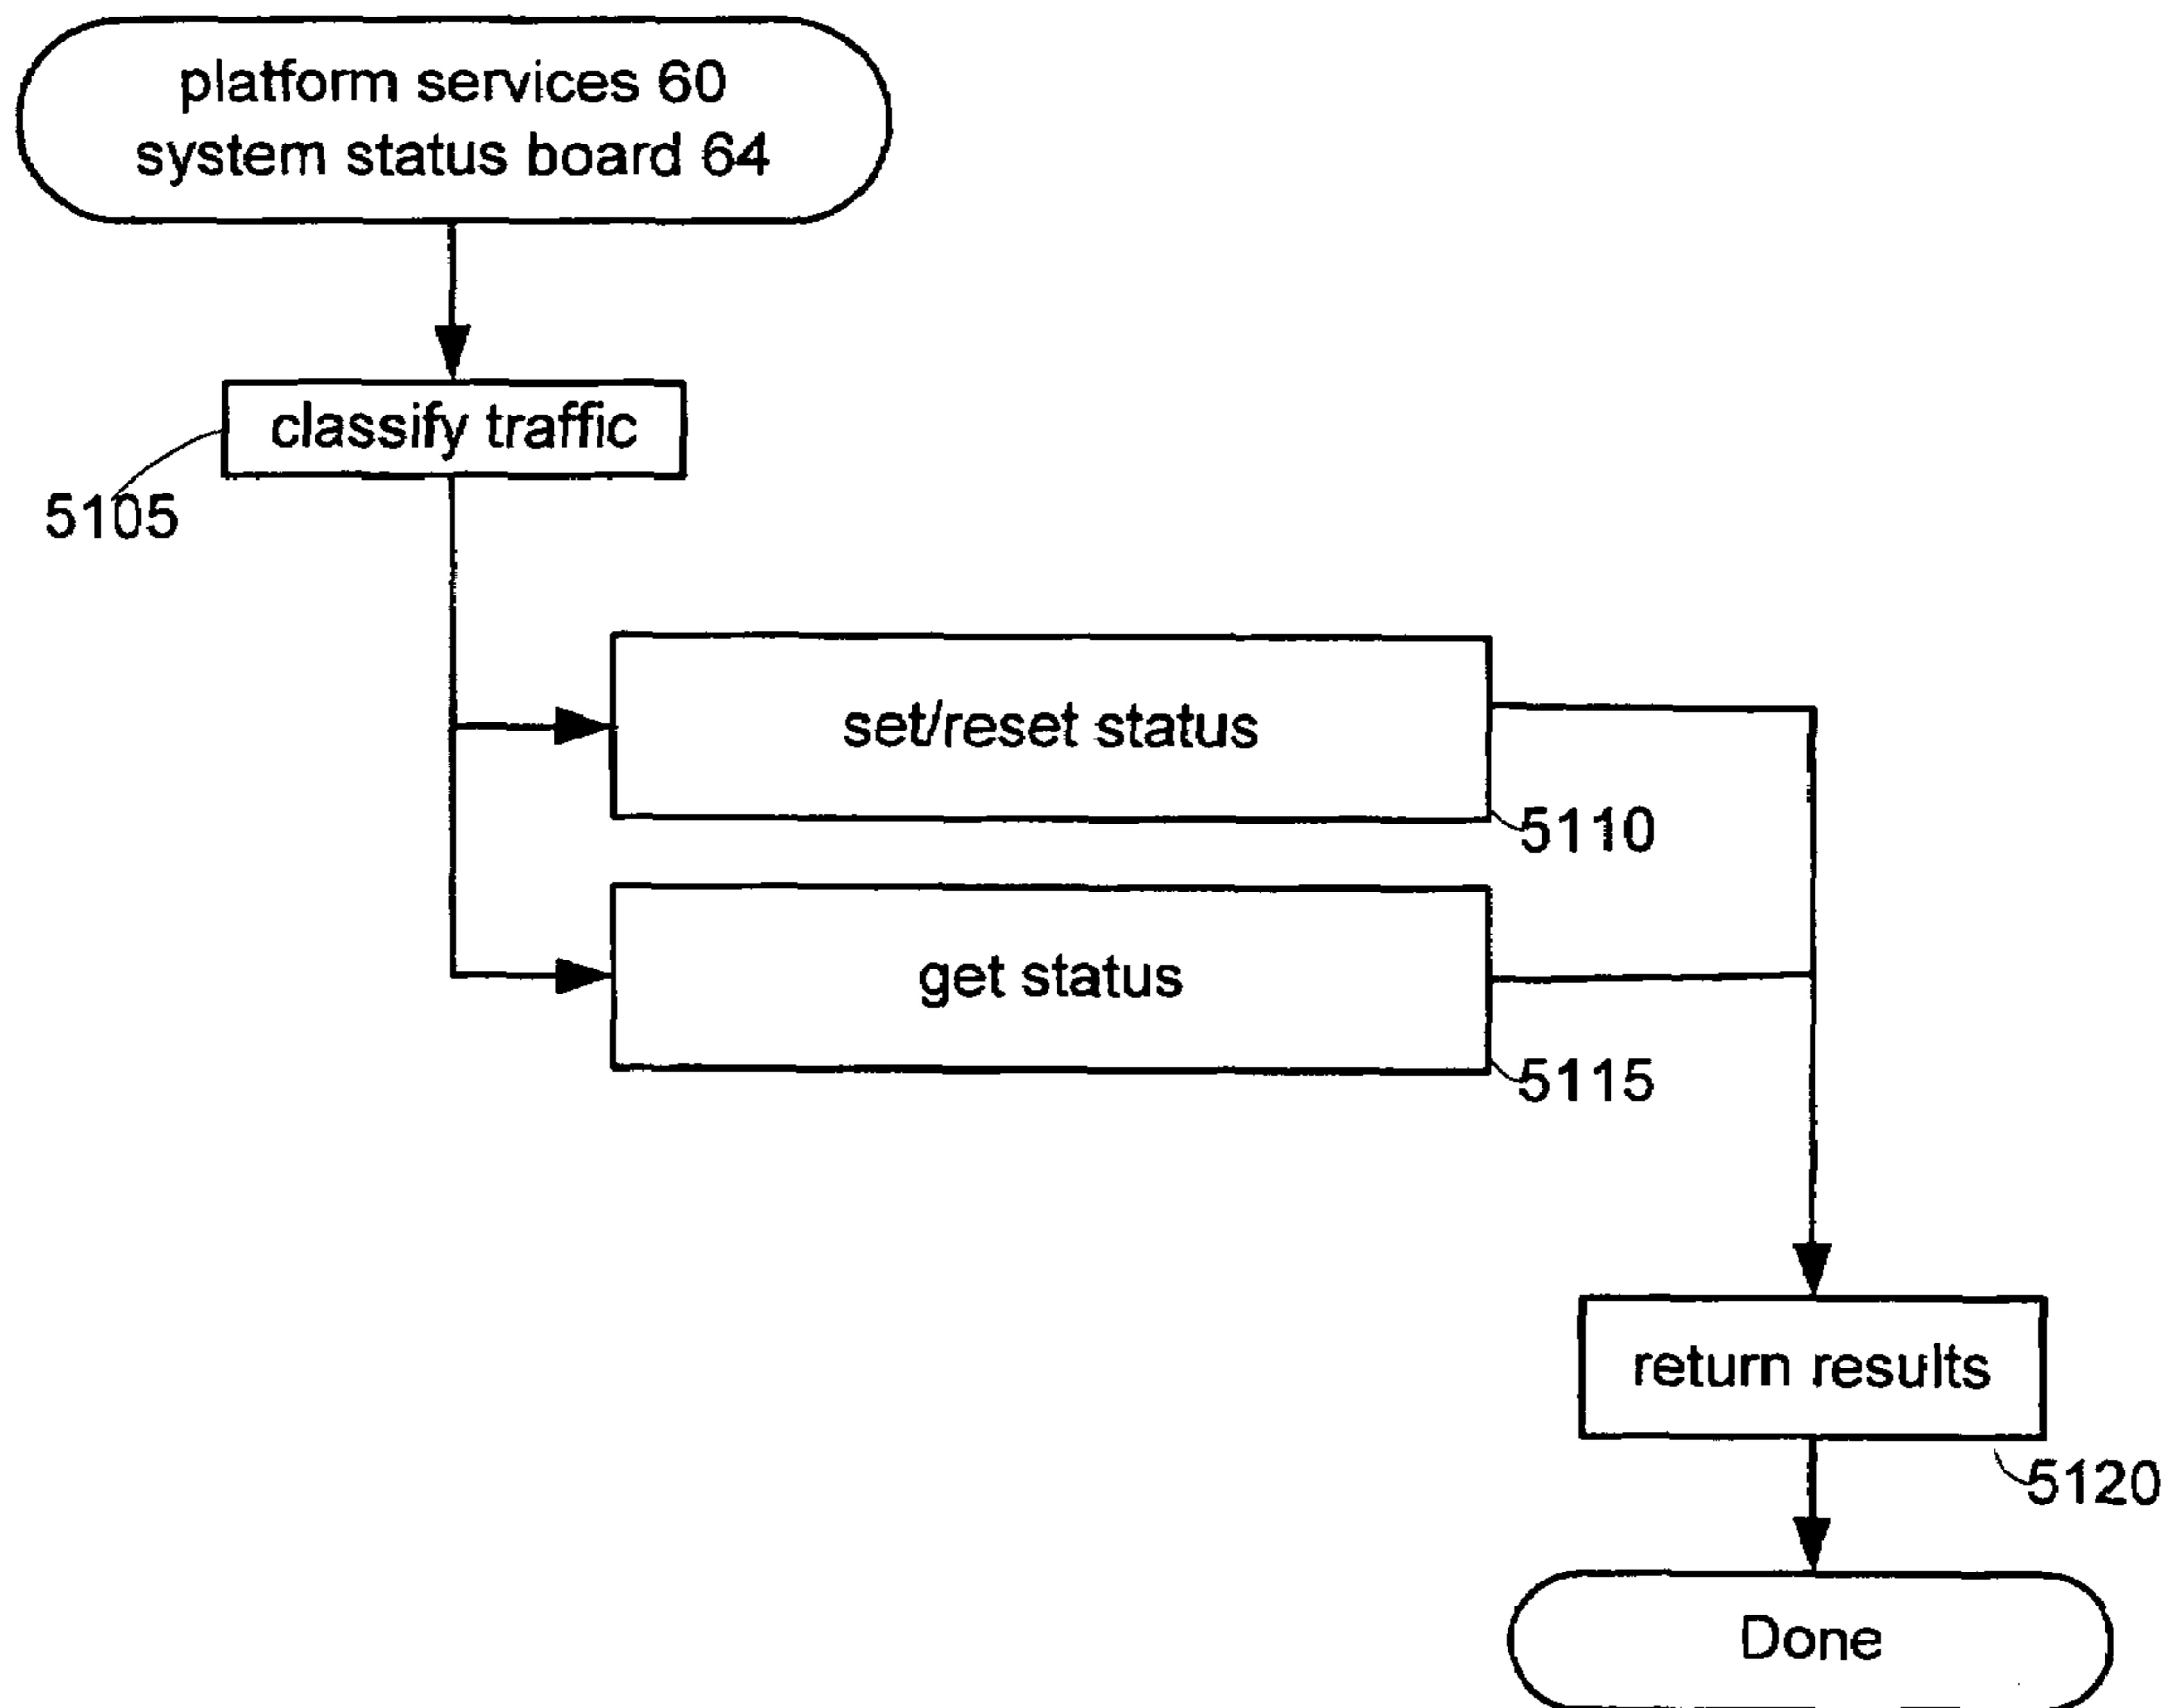 platform services 60
system status board 64
classify traffic
5105
set/reset status
5110
get status
5115
return results
5120
Done